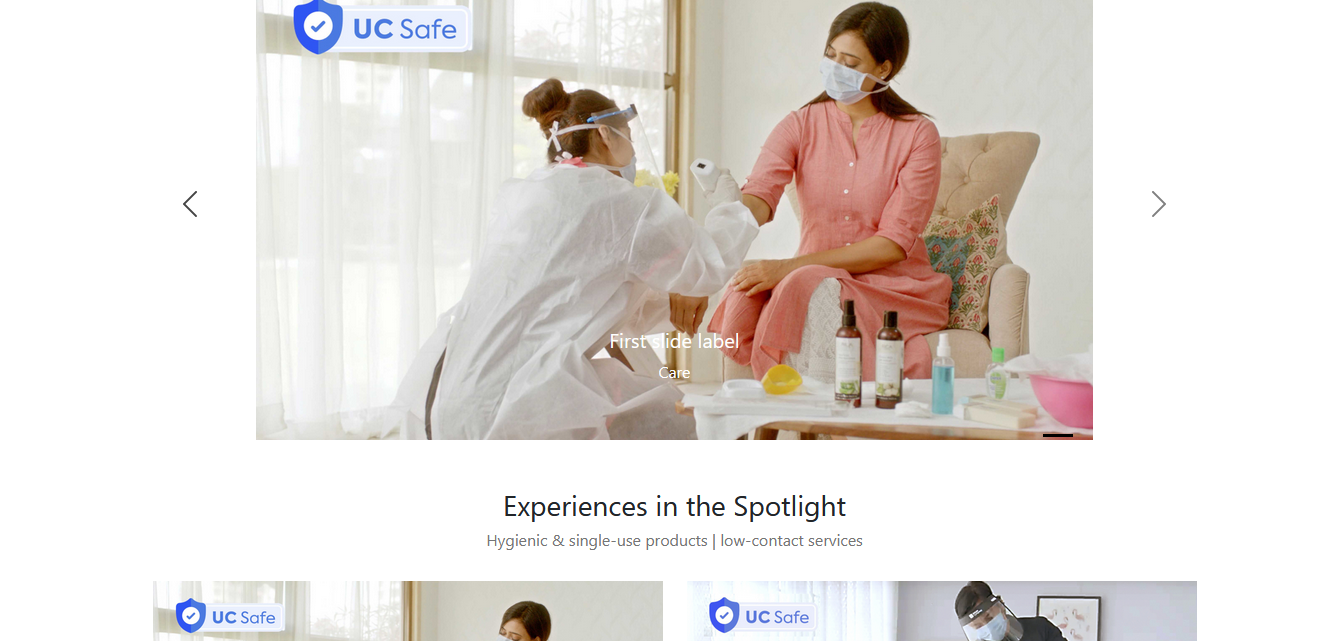 UC Safe
First slide label
Care
Experiences in the Spotlight
Hygienic & single-use products | low-contact services
UC Safe
UC Safe